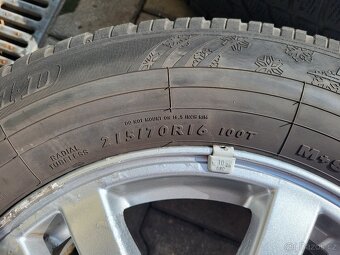 DO NOT MOUNT ON 16.5 INCH RIM
215/70R16 100T
RADIAL
TUBELESS
M+S